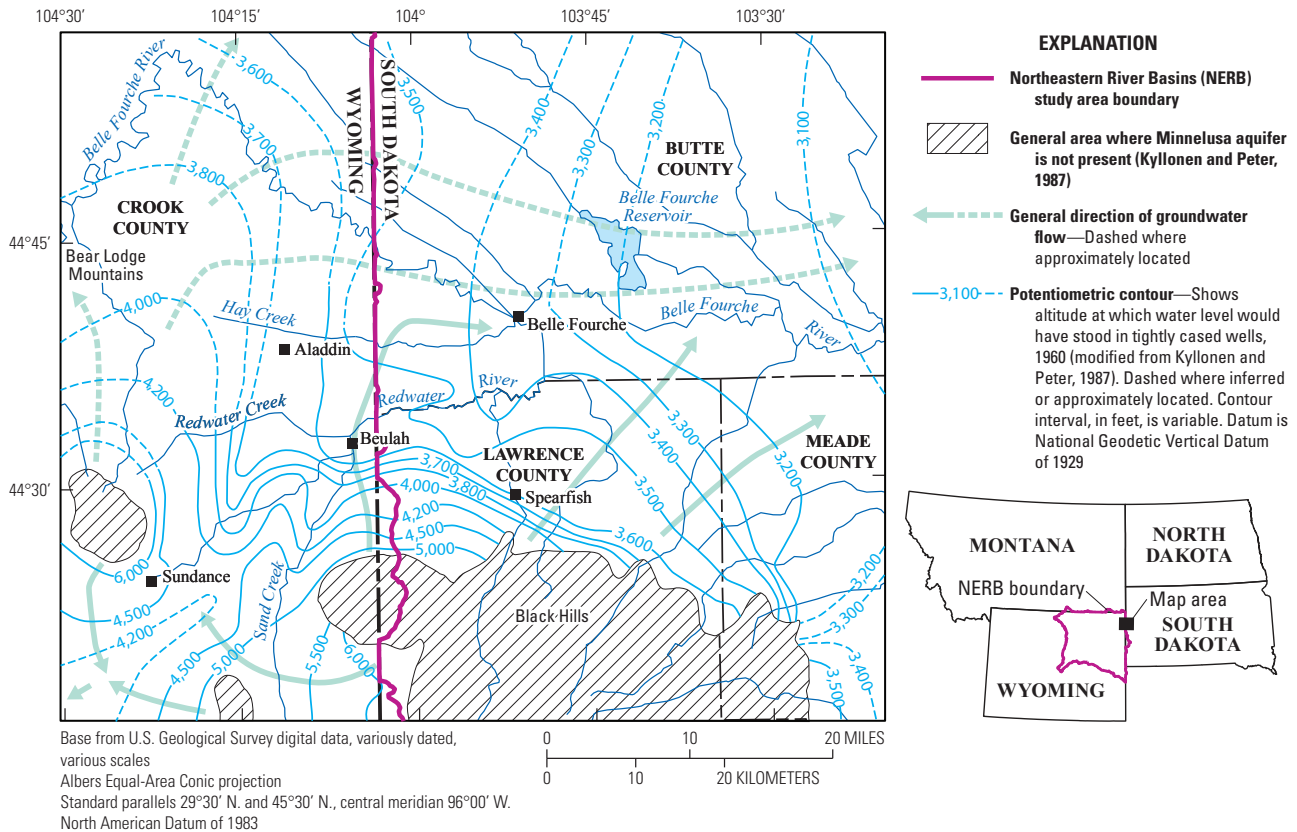 104°30′
104°15′
104°
103°45′
103°30′
44°45′
44°30′
Belle Fourche River
3,600
3,700
3,800
WYOMING
SOUTH DAKOTA
3,500
3,400
3,300
3,200
3,100
BUTTE
COUNTY
Belle Fourche
Reservoir
CROOK
COUNTY
Bear Lodge
Mountains
4,000
Hay Creek
Aladdin
Belle Fourche
Belle Fourche
River
4,200
Redwater Creek
Redwater
River
Beulah
LAWRENCE
COUNTY
Spearfish
MEADE
COUNTY
3,300
3,400
3,200
3,500
3,600
3,700
3,800
4,000
4,200
4,500
5,000
6,000
Sundance
Sand Creek
Black Hills
4,500
4,200
4,500
5,000
5,500
6,000
3,200
3,300
3,400
3,500
Base from U.S. Geological Survey digital data, variously dated,
various scales
Albers Equal-Area Conic projection
Standard parallels 29°30′ N. and 45°30′ N., central meridian 96°00′ W.
North American Datum of 1983
0 10 20 MILES
0 10 20 KILOMETERS
EXPLANATION
Northeastern River Basins (NERB)
study area boundary
General area where Minnelusa aquifer
is not present (Kyllonen and Peter,
1987)
General direction of groundwater
flow—Dashed where
approximately located
3,100
Potentiometric contour—Shows
altitude at which water level would
have stood in tightly cased wells,
1960 (modified from Kyllonen and
Peter, 1987). Dashed where inferred
or approximately located. Contour
interval, in feet, is variable. Datum is
National Geodetic Vertical Datum
of 1929
MONTANA
NORTH
DAKOTA
NERB boundary
Map area
SOUTH
DAKOTA
WYOMING